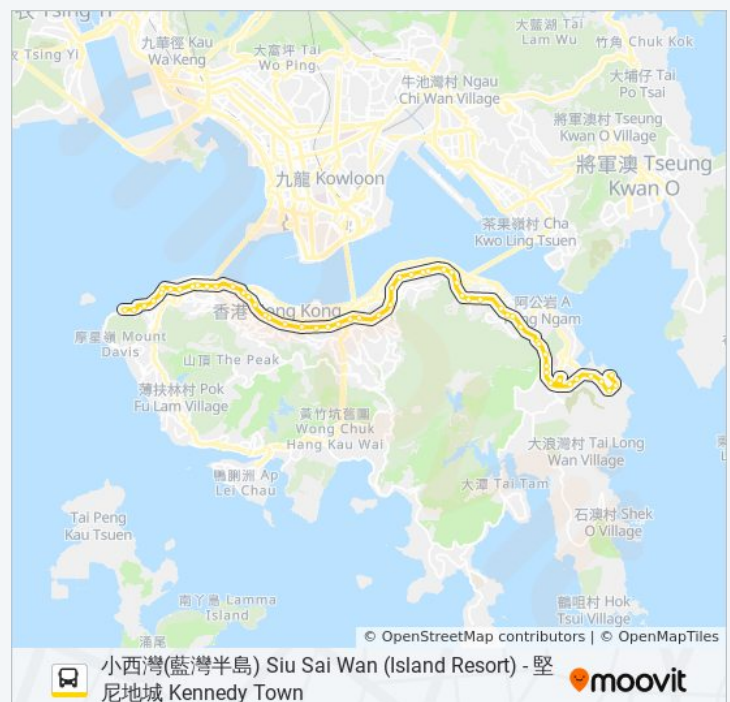 大藍湖 Tai
Lam Wu
竹角 Chuk Kok
九華徑 Kau
Wa Keng
大窩坪 Tai
Wo Ping
Tsing Yi
牛池灣村 Ngau
Chi Wan Village
大埔仔 Tai
Po Tsai
將軍澳村 Tseung
Kwan O Village
將軍澳 Tseung
Kwan O
九龍 Kowloon
茶果嶺村 Cha
Kwo Ling Tsuen
香港 Hong Kong
阿公岩 A
Ngam
摩星嶺 Mount
Davis
山頂 The Peak
薄扶林村 Pok
Fu Lam Village
黃竹坑舊圍
Wong Chuk
Hang Kau Wai
大浪灣村 Tai Long
Wan Village
鴨脷洲 Ap
Lei Chau
大潭 Tai Tam
Tai Peng
Kau Tsuen
石澳村 Shek
O Village
南丫島 Lamma
Island
鶴咀村 Hok
Tsui Village
© OpenStreetMap contributors | © OpenMapTiles
小西灣(藍灣半島) Siu Sai Wan (Island Resort) - 堅
尼地城 Kennedy Town
moovit